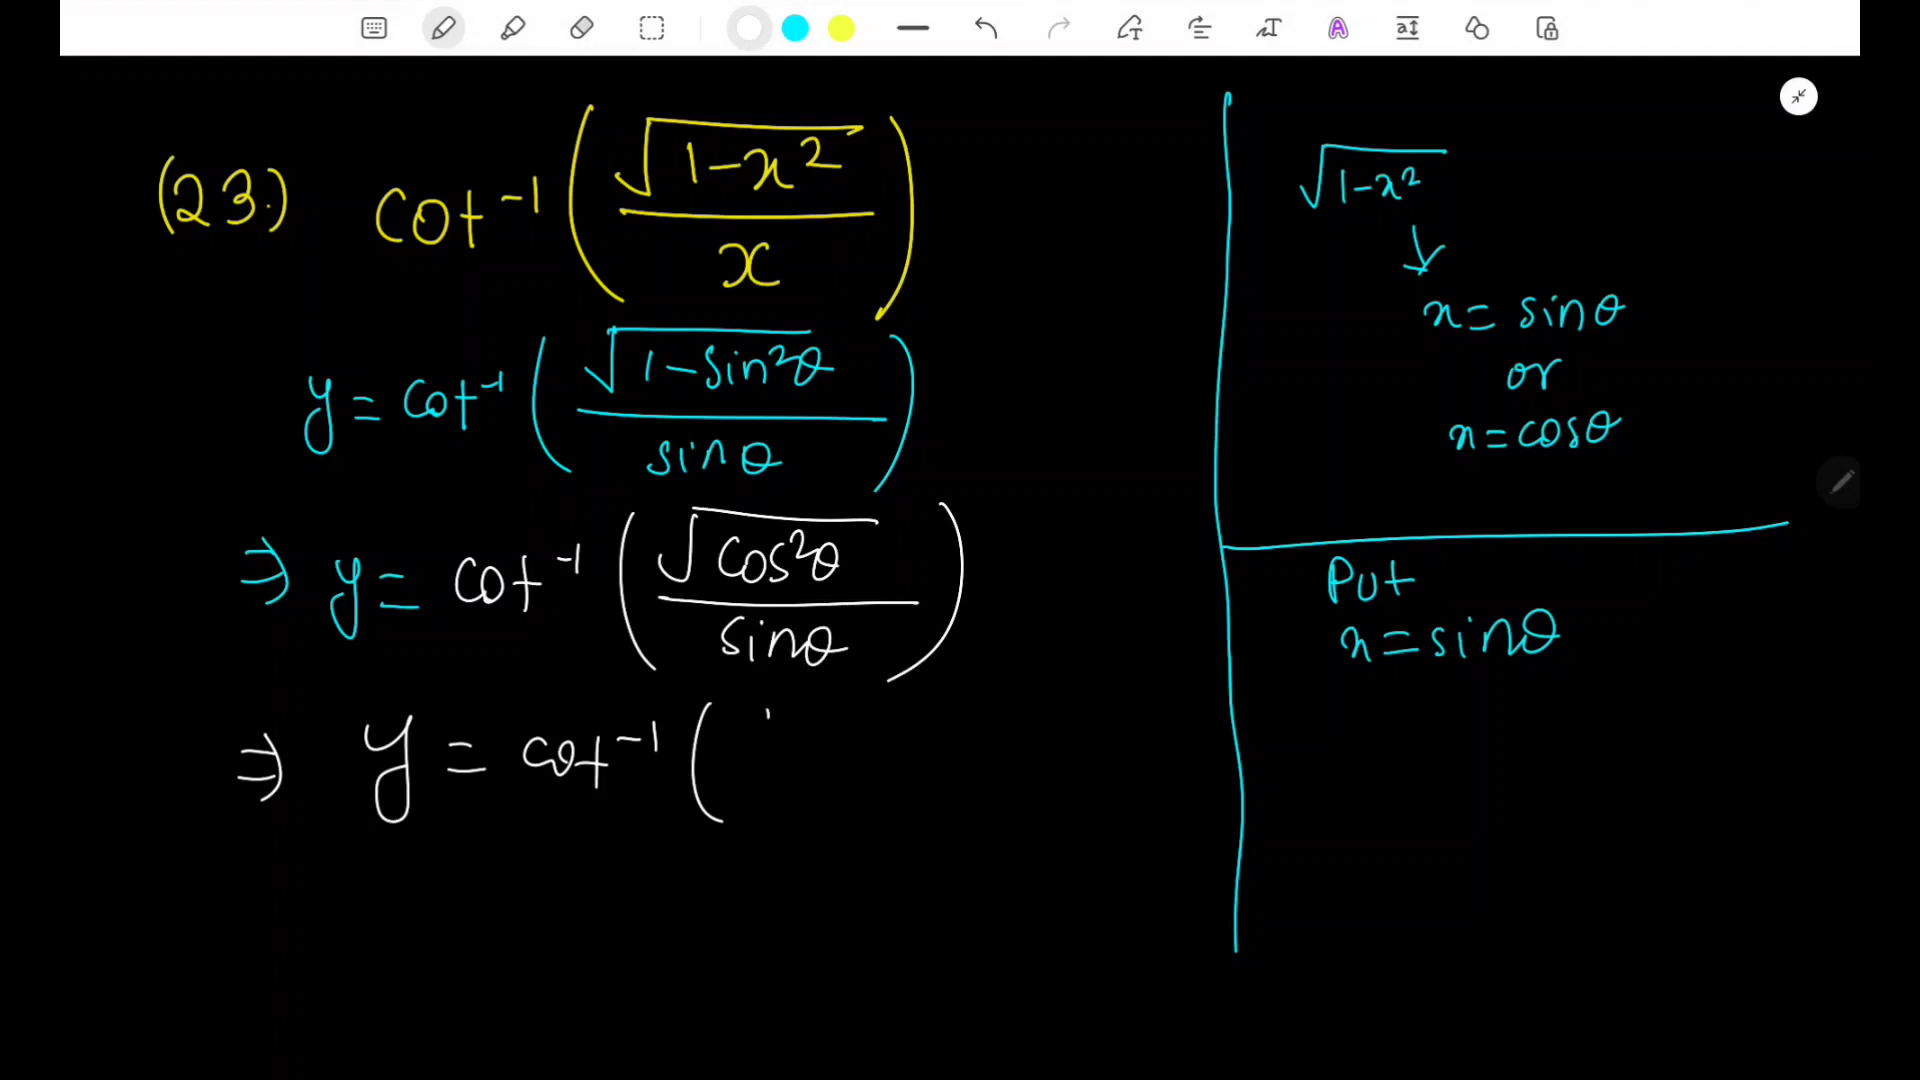 (23.) cot⁻¹(√(1-x²)/x)
y = cot⁻¹(√(1-sin²θ)/sinθ)
⇒ y = cot⁻¹(√(cos²θ)/sinθ)
⇒ y = cot⁻¹(
√(1-x²)
↓
x = sinθ
or
x = cosθ
Put
x = sinθ